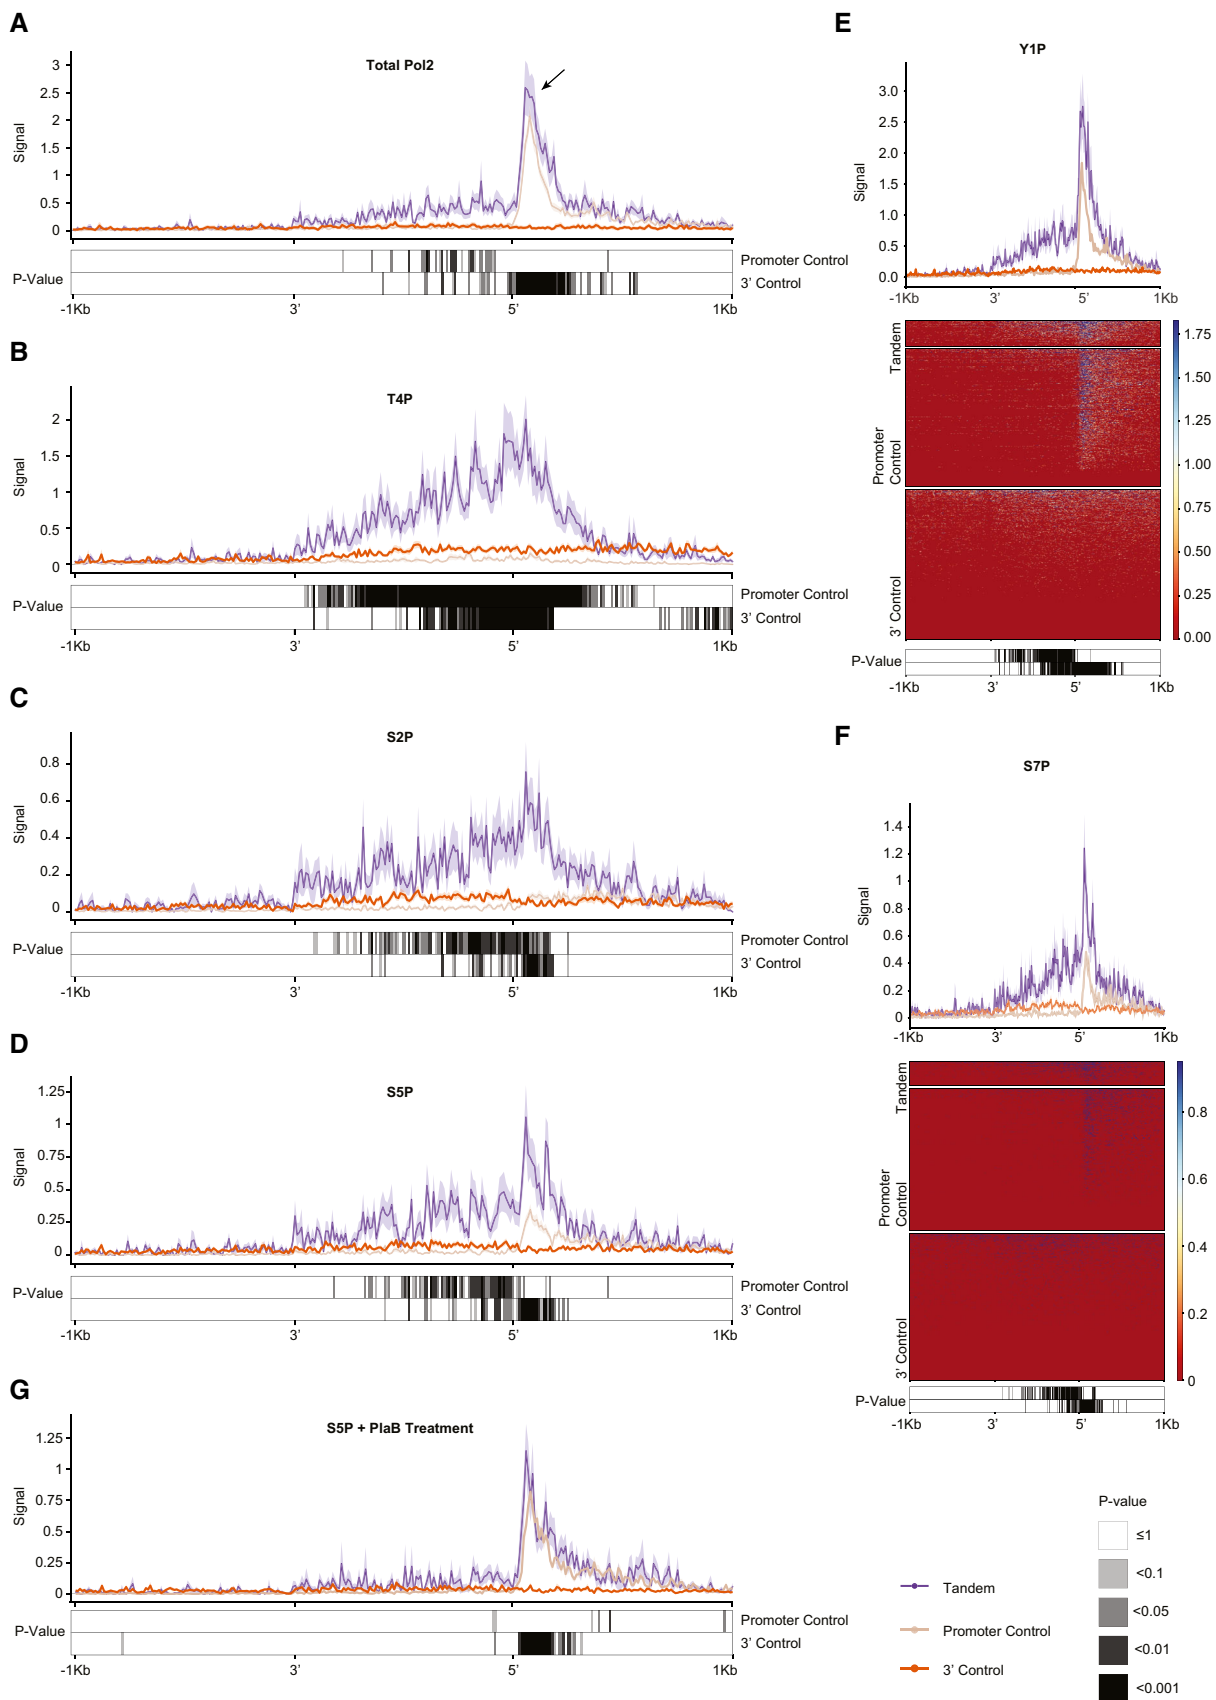 A
Total Pol2
3
2.5
2
1.5
1
0.5
0
Signal
P-Value
Promoter Control
3' Control
-1Kb
3'
5'
1Kb
B
T4P
2
1.5
1
0.5
0
Signal
P-Value
Promoter Control
3' Control
-1Kb
3'
5'
1Kb
C
S2P
0.8
0.6
0.4
0.2
0
Signal
P-Value
Promoter Control
3' Control
-1Kb
3'
5'
1Kb
D
S5P
1.25
1
0.75
0.5
0.25
0
Signal
P-Value
Promoter Control
3' Control
-1Kb
3'
5'
1Kb
G
S5P + PlaB Treatment
1.25
1
0.75
0.5
0.25
0
Signal
P-Value
Promoter Control
3' Control
-1Kb
3'
5'
1Kb
E
Y1P
3.0
2.5
2.0
1.5
1.0
0.5
0.0
Signal
-1Kb
3'
5'
1Kb
Tandem
Promoter
Control
3' Control
1.75
1.50
1.25
1.00
0.75
0.50
0.25
0.00
P-Value
-1Kb
3'
5'
1Kb
F
S7P
1.4
1.2
1
0.8
0.6
0.4
0.2
0
Signal
-1Kb
3'
5'
1Kb
Tandem
Promoter
Control
3' Control
0.8
0.6
0.4
0.2
0
P-Value
-1Kb
3'
5'
1Kb
Tandem
Promoter Control
3' Control
P-value
≤1
<0.1
<0.05
<0.01
<0.001